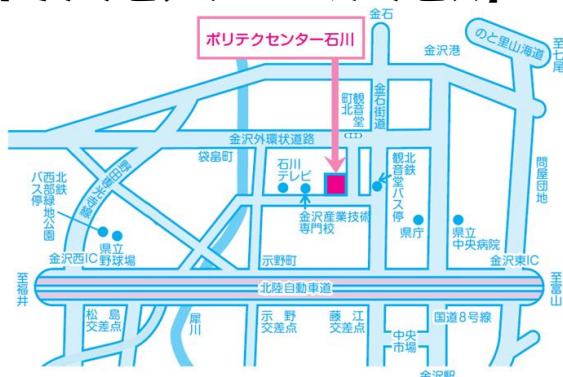 金石
ポリテクセンター石川
金沢港
のと里山海道
至七尾
観音堂
町北
金石街道
金沢外環状道路
袋畠町
石川
テレビ
北鉄
観音堂バス停
問屋団地
北鉄
西部緑地公園
バス停
金沢産業技術
専門校
県庁
県立
中央病院
県立
野球場
金沢西IC
示野町
金沢東IC
至福井
北陸自動車道
至富山
松島
交差点
犀川
示野
交差点
藤江
交差点
中央
市場
国道8号線
金沢駅